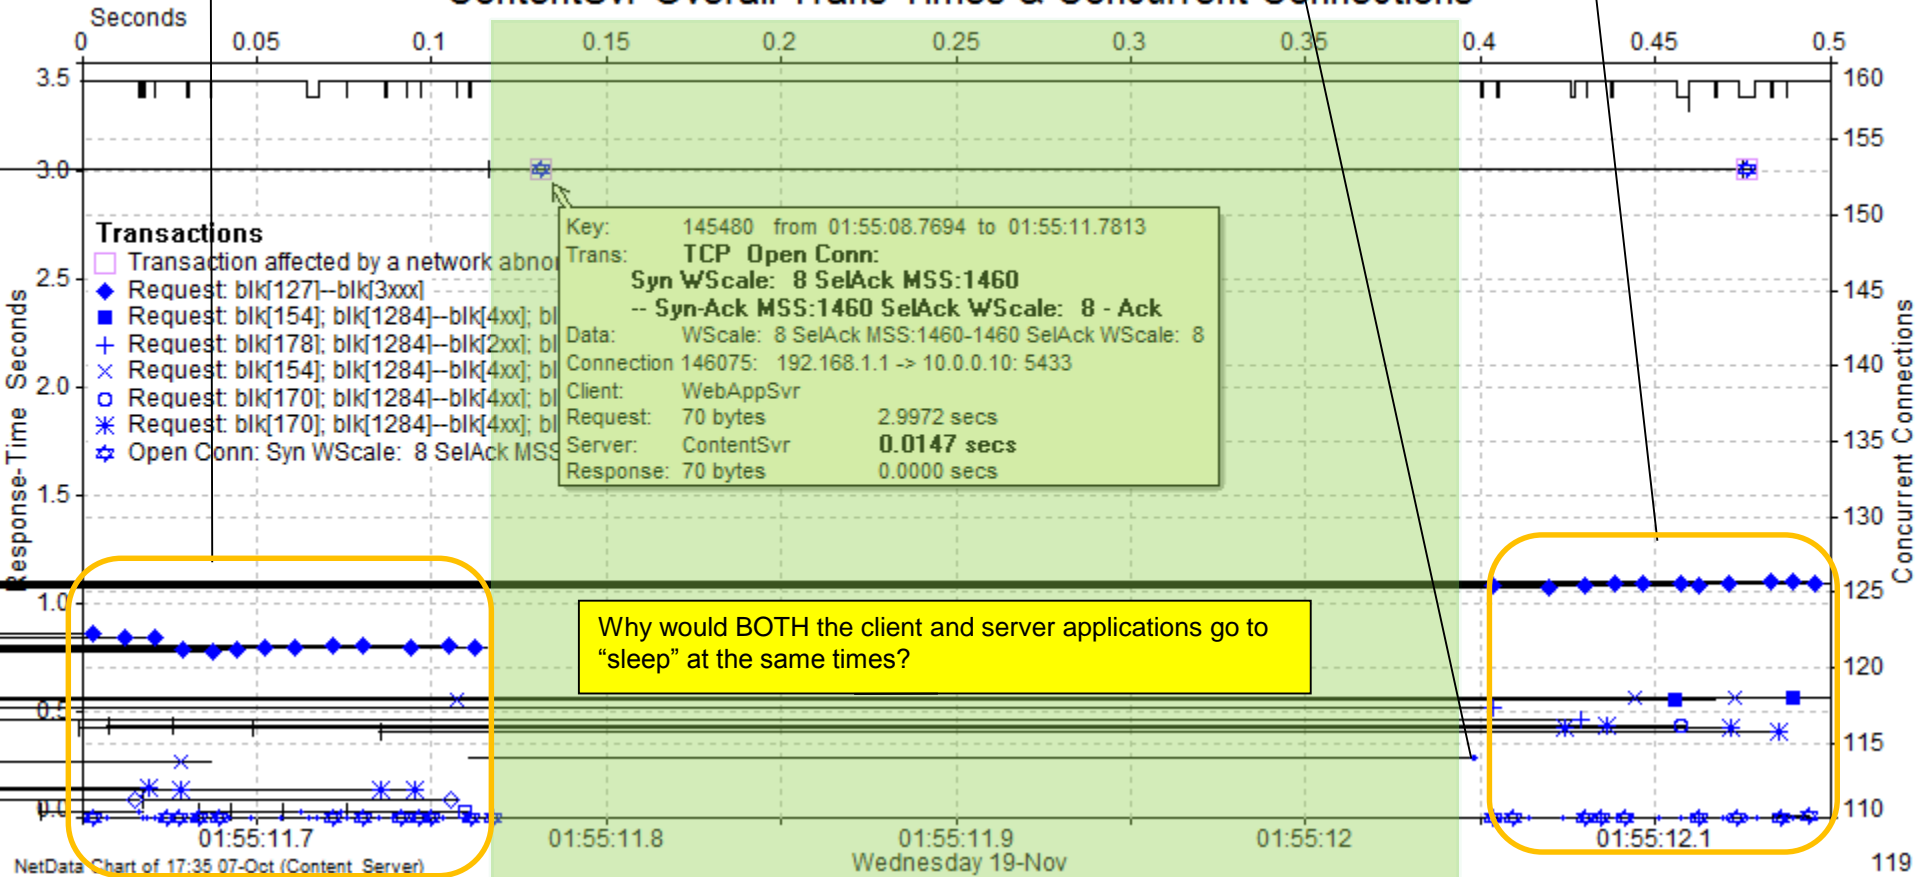 ContentSvr Overall Trans Times & Concurrent Connections
Seconds
0 0.05 0.1 0.15 0.2 0.25 0.3 0.35 0.4 0.45 0.5
3.5
3.0
2.5
2.0
1.5
1.0
0.5
0.0
Response-Time Seconds
160
155
150
145
140
135
130
125
120
115
110
Concurrent Connections
Transactions
Transaction affected by a network abnor
Request: blk[127]--blk[3xxx]
Request: blk[154]; blk[1284]--blk[4xx]; bl
Request: blk[178]; blk[1284]--blk[2xx]; bl
Request: blk[154]; blk[1284]--blk[4xx]; bl
Request: blk[170]; blk[1284]--blk[4xx]; bl
Request: blk[170]; blk[1284]--blk[4xx]; bl
Open Conn: Syn WScale: 8 SelAck MSS
Key: 145480 from 01:55:08.7694 to 01:55:11.7813
Trans: TCP Open Conn:
Syn WScale: 8 SelAck MSS:1460
-- Syn-Ack MSS:1460 SelAck WScale: 8 - Ack
Data: WScale: 8 SelAck MSS:1460-1460 SelAck WScale: 8
Connection 146075: 192.168.1.1 -> 10.0.0.10: 5433
Client: WebAppSvr
Request: 70 bytes 2.9972 secs
Server: ContentSvr 0.0147 secs
Response: 70 bytes 0.0000 secs
Why would BOTH the client and server applications go to
“sleep” at the same times?
01:55:11.7 01:55:11.8 01:55:11.9 01:55:12 01:55:12.1
Wednesday 19-Nov
NetData Chart of 17:35 07-Oct (Content_Server)
119